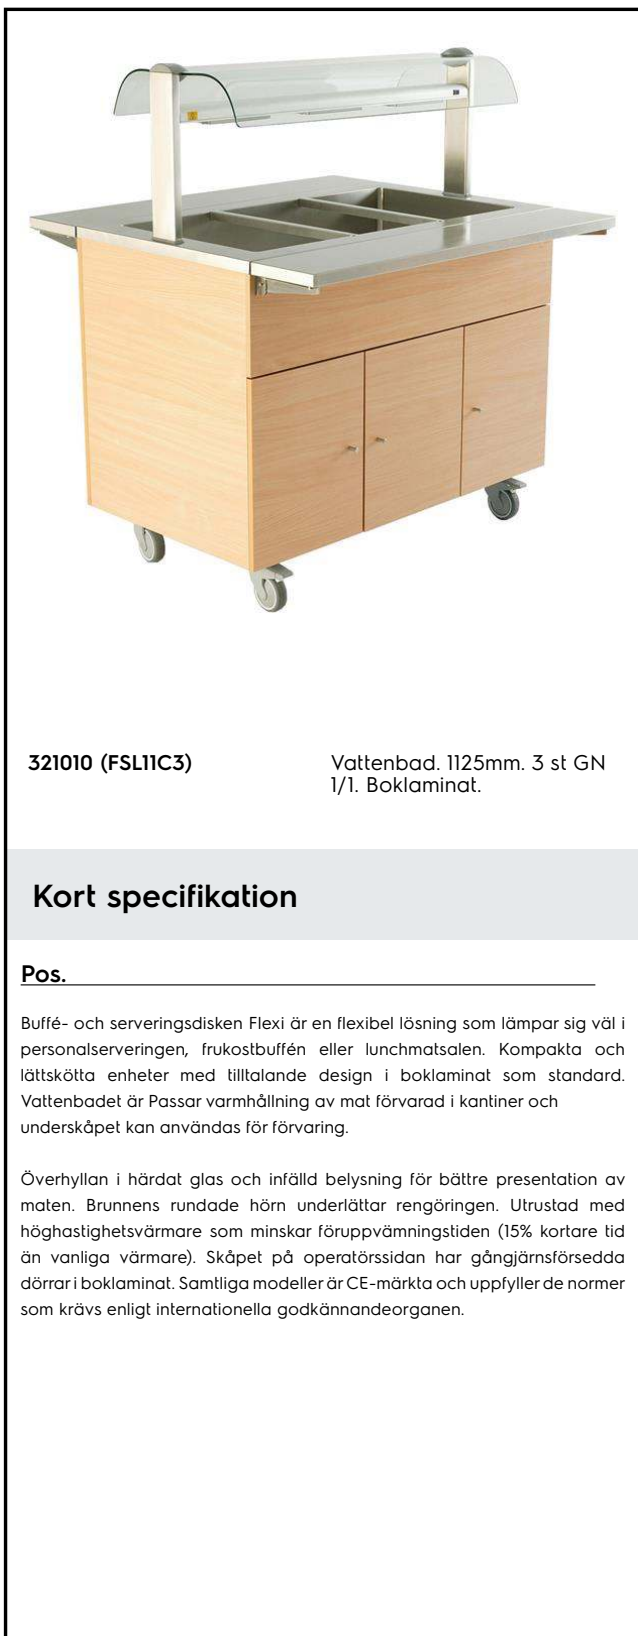 321010 (FSL11C3)
Vattenbad. 1125mm. 3 st GN
1/1. Boklaminat.
Kort specifikation
Pos.
Buffé- och serveringsdisken Flexi är en flexibel lösning som lämpar sig väl i
personalserveringen, frukostbuffén eller lunchmatsalen. Kompakta och
lättskötta enheter med tilltalande design i boklaminat som standard.
Vattenbadet är Passar varmhållning av mat förvarad i kantiner och
underskåpet kan användas för förvaring.
Överhyllan i härdat glas och infälld belysning för bättre presentation av
maten. Brunnens rundade hörn underlättar rengöringen. Utrustad med
höghastighetsvärmare som minskar föruppvämningstiden (15% kortare tid
än vanliga värmare). Skåpet på operatörssidan har gångjärnsförsedda
dörrar i boklaminat. Samtliga modeller är CE-märkta och uppfyller de normer
som krävs enligt internationella godkännandeorganen.